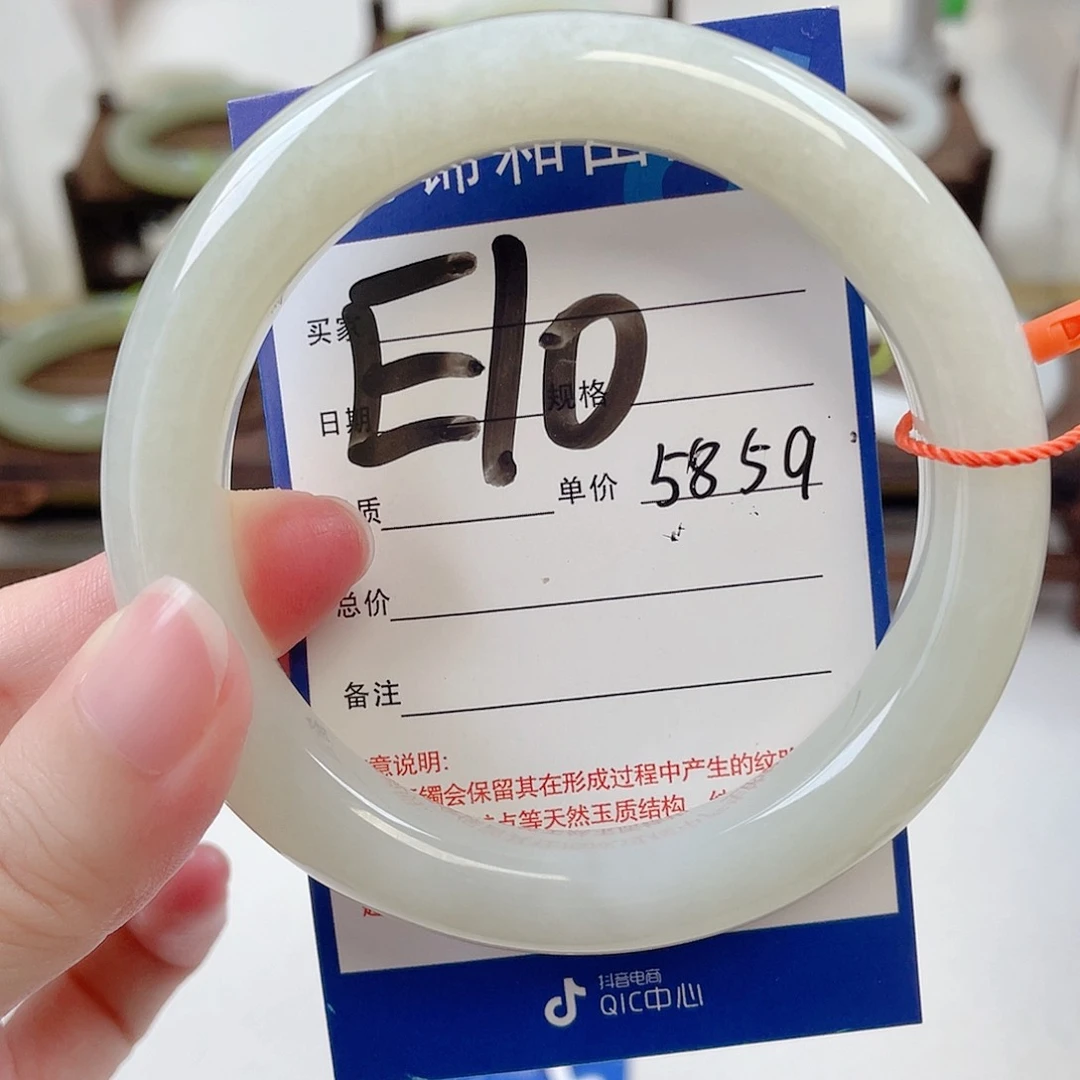 和田
E10
买家
日期 规格
质 单价 5859
总价
备注
意说明:
镯会保留其在形成过程中产生的纹
点等天然玉质结构
抖音电商
QIC中心